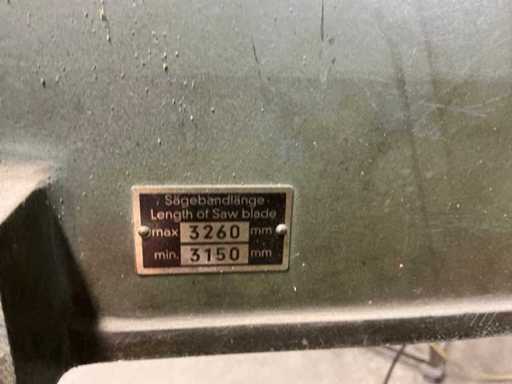 Sägebandlänge
Length of Saw blade
max 3260 mm
min. 3150 mm